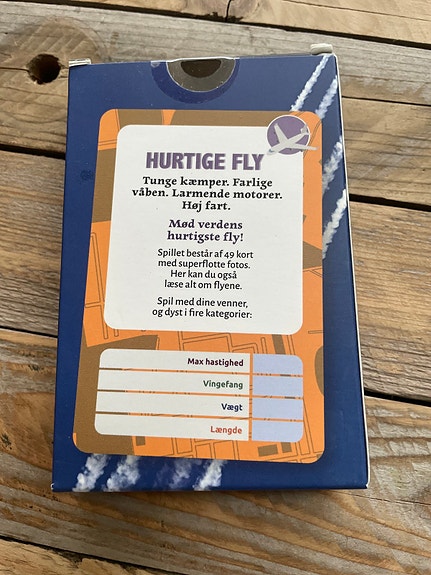 HURTIGE FLY
Tunge kæmper. Farlige
våben. Larmende motorer.
Høj fart.
Mød verdens
hurtigste fly!
Spillet består af 49 kort
med superflotte fotos.
Her kan du også
læse alt om flyene.
Spil med dine venner,
og dyst i fire kategorier:
Max hastighed
Vingefang
Vægt
Længde